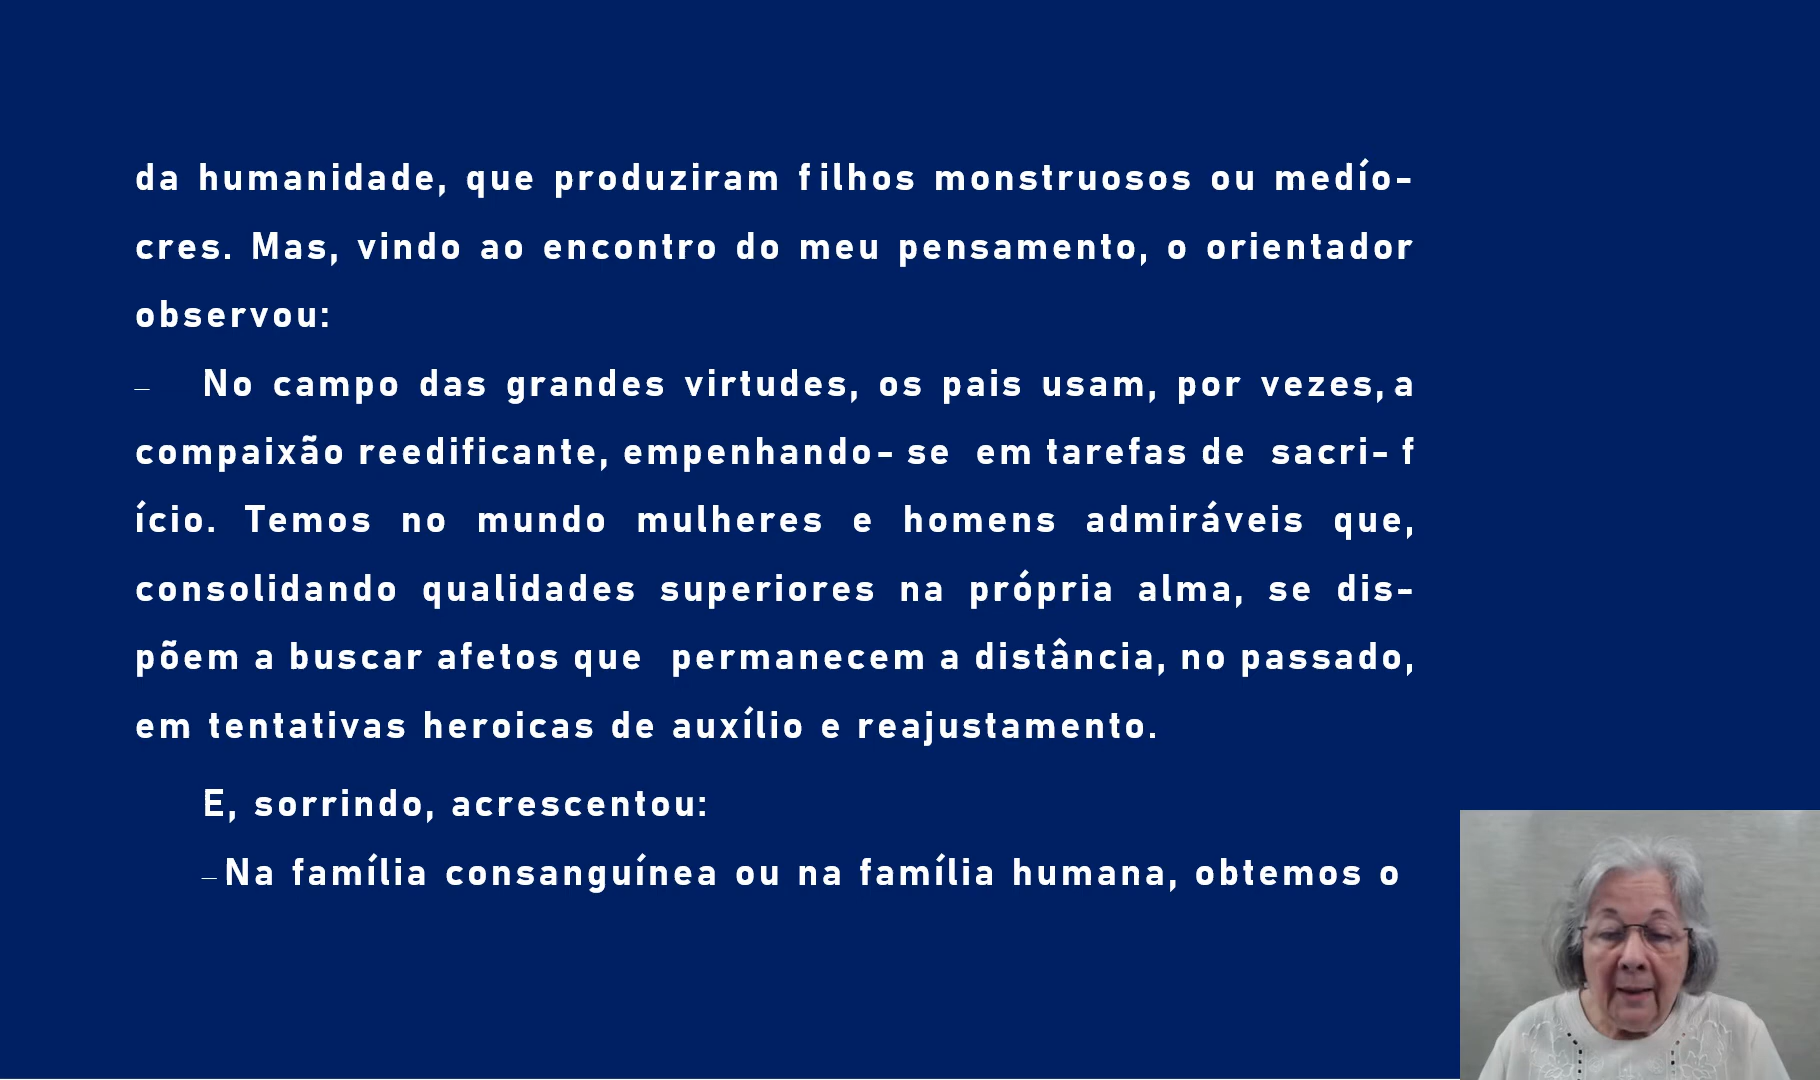 da humanidade, que produziram filhos monstruosos ou medío-
cres. Mas, vindo ao encontro do meu pensamento, o orientador
observou:
– No campo das grandes virtudes, os pais usam, por vezes, a
compaixão reedificante, empenhando- se em tarefas de sacri- f
ício. Temos no mundo mulheres e homens admiráveis que,
consolidando qualidades superiores na própria alma, se dis-
põem a buscar afetos que permanecem a distância, no passado,
em tentativas heroicas de auxílio e reajustamento.
E, sorrindo, acrescentou:
– Na família consanguínea ou na família humana, obtemos o